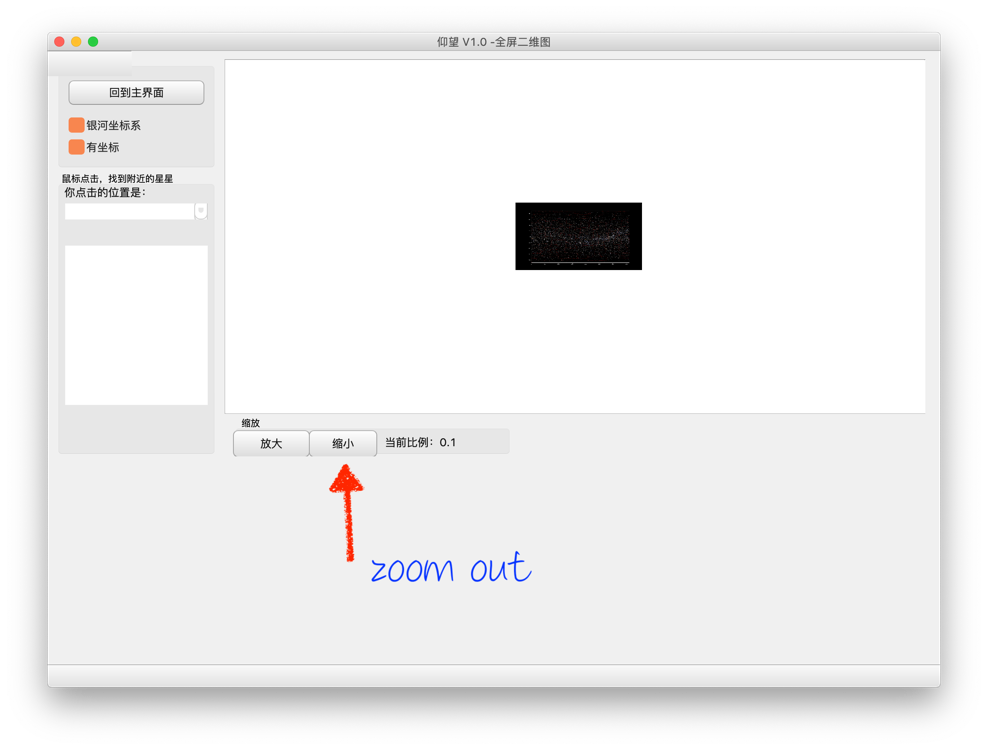 仰望 V1.0 -全屏二维图
回到主界面
银河坐标系
有坐标
鼠标点击，找到附近的星星
你点击的位置是：
缩放
放大
缩小
当前比例：0.1
zoom out